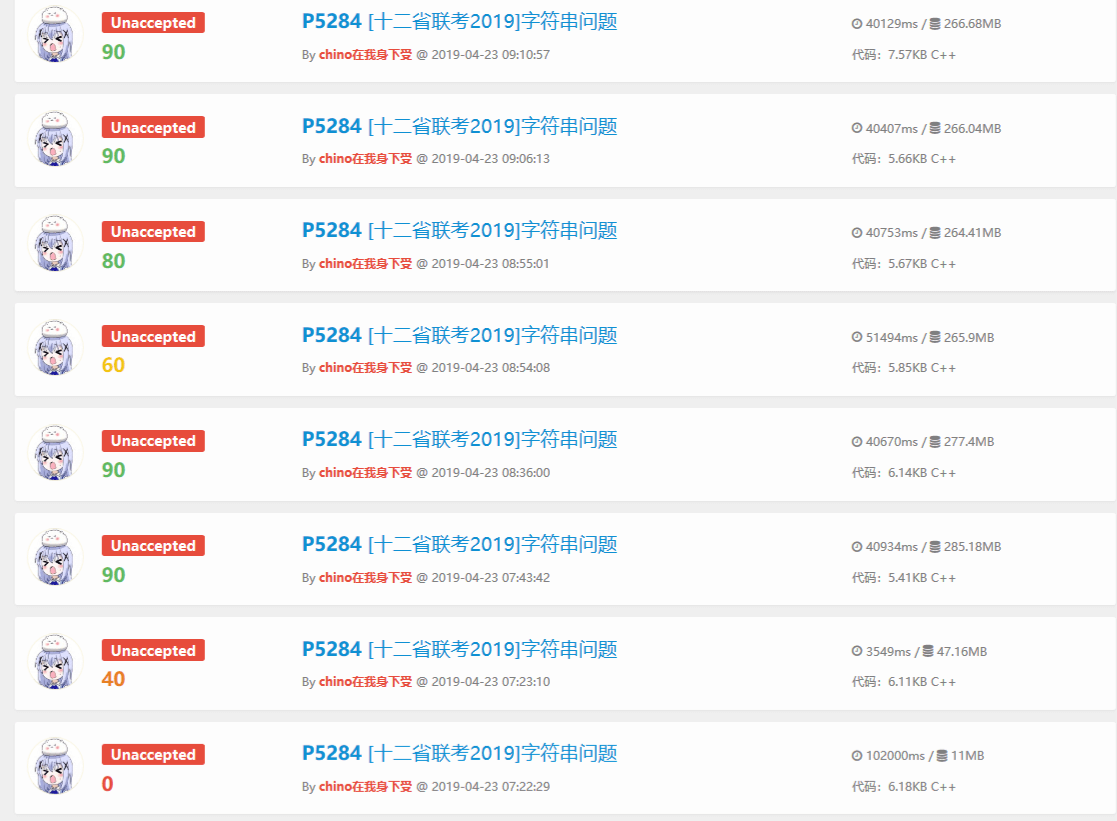 Unaccepted
90
P5284 [十二省联考2019]字符串问题
By chino在我身下受 @ 2019-04-23 09:10:57
40129ms / 266.68MB
代码：7.57KB C++
Unaccepted
90
P5284 [十二省联考2019]字符串问题
By chino在我身下受 @ 2019-04-23 09:06:13
40407ms / 266.04MB
代码：5.66KB C++
Unaccepted
80
P5284 [十二省联考2019]字符串问题
By chino在我身下受 @ 2019-04-23 08:55:01
40753ms / 264.41MB
代码：5.67KB C++
Unaccepted
60
P5284 [十二省联考2019]字符串问题
By chino在我身下受 @ 2019-04-23 08:54:08
51494ms / 265.9MB
代码：5.85KB C++
Unaccepted
90
P5284 [十二省联考2019]字符串问题
By chino在我身下受 @ 2019-04-23 08:36:00
40670ms / 277.4MB
代码：6.14KB C++
Unaccepted
90
P5284 [十二省联考2019]字符串问题
By chino在我身下受 @ 2019-04-23 07:43:42
40934ms / 285.18MB
代码：5.41KB C++
Unaccepted
40
P5284 [十二省联考2019]字符串问题
By chino在我身下受 @ 2019-04-23 07:23:10
3549ms / 47.16MB
代码：6.11KB C++
Unaccepted
0
P5284 [十二省联考2019]字符串问题
By chino在我身下受 @ 2019-04-23 07:22:29
102000ms / 11MB
代码：6.18KB C++